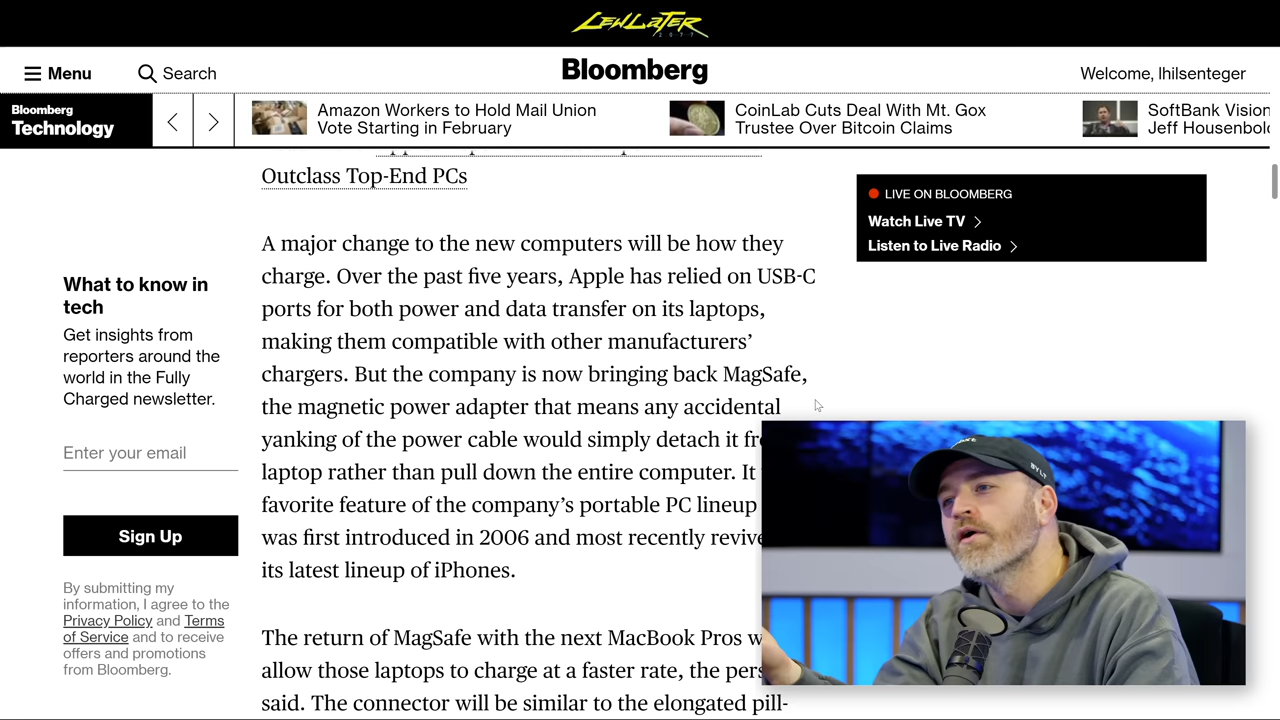 LEWLATER
2 0 7 7
Menu
Search
Bloomberg
Welcome, lhilsenteger
Bloomberg
Technology
Amazon Workers to Hold Mail Union
Vote Starting in February
CoinLab Cuts Deal With Mt. Gox
Trustee Over Bitcoin Claims
SoftBank Vision
Jeff
Outclass Top-End PCs
A major change to the new computers will be how they
charge. Over the past five years, Apple has relied on USB-C
ports for both power and data transfer on its laptops,
making them compatible with other manufacturers’
chargers. But the company is now bringing back MagSafe,
the magnetic power adapter that means any accidental
yanking of the power cable would simply detach it
laptop rather than pull down the entire computer. It
favorite feature of the company’s portable PC lineup
was first introduced in 2006 and most recently
its latest lineup of iPhones.
The return of MagSafe with the next MacBook Pros
allow those laptops to charge at a faster rate, the
said. The connector will be similar to the elongated pill-
What to know in
tech
Get insights from
reporters around the
world in the Fully
Charged newsletter.
Enter your email
Sign Up
By submitting my
information, I agree to the
Privacy Policy and Terms
of Service and to receive
offers and promotions
from Bloomberg.
LIVE ON BLOOMBERG
Watch Live TV
Listen to Live Radio